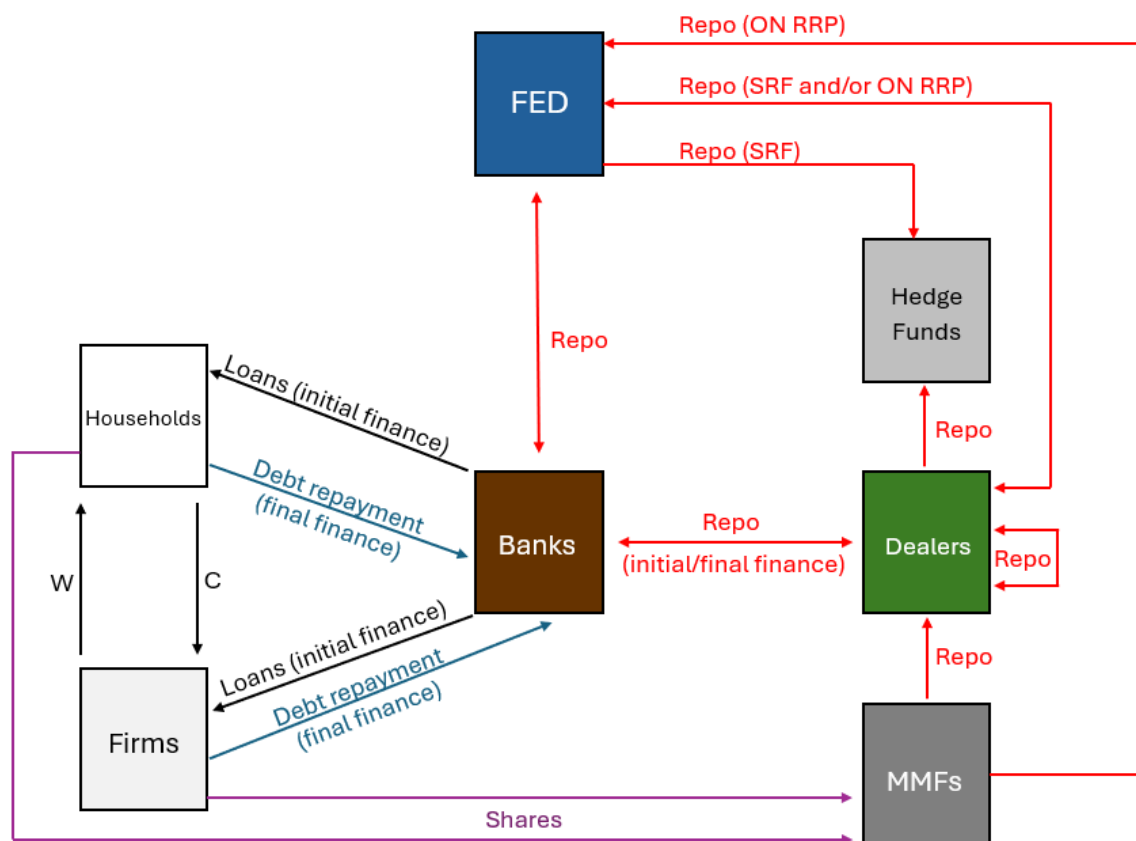 Repo (ON RRP)
FED
Repo (SRF and/or ON RRP)
Repo (SRF)
Hedge
Funds
Repo
Households
Loans (initial finance)
Debt repayment
(final finance)
Repo
Banks
Repo
(initial/final finance)
Dealers
Repo
W
C
Loans (initial finance)
Debt repayment
(final finance)
Repo
Firms
MMFs
Shares